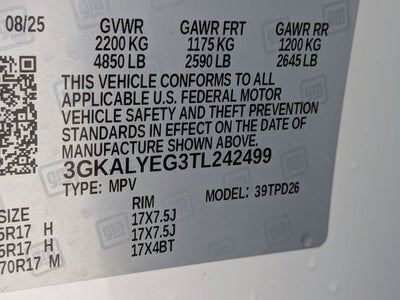 08/25 GVWR GAWR FRT GAWR RR
2200 KG 1175 KG 1200 KG
4850 LB 2590 LB 2645 LB
THIS VEHICLE CONFORMS TO ALL
APPLICABLE U.S. FEDERAL MOTOR
VEHICLE SAFETY AND THEFT PREVENTION
STANDARDS IN EFFECT ON THE DATE OF
MANUFACTURE SHOWN ABOVE.
3GKALYEG3TL242499
TYPE: MPV MODEL: 39TPD26
SIZE RIM
5R17 H 17X7.5J
5R17 H 17X7.5J
70R17 M 17X4BT